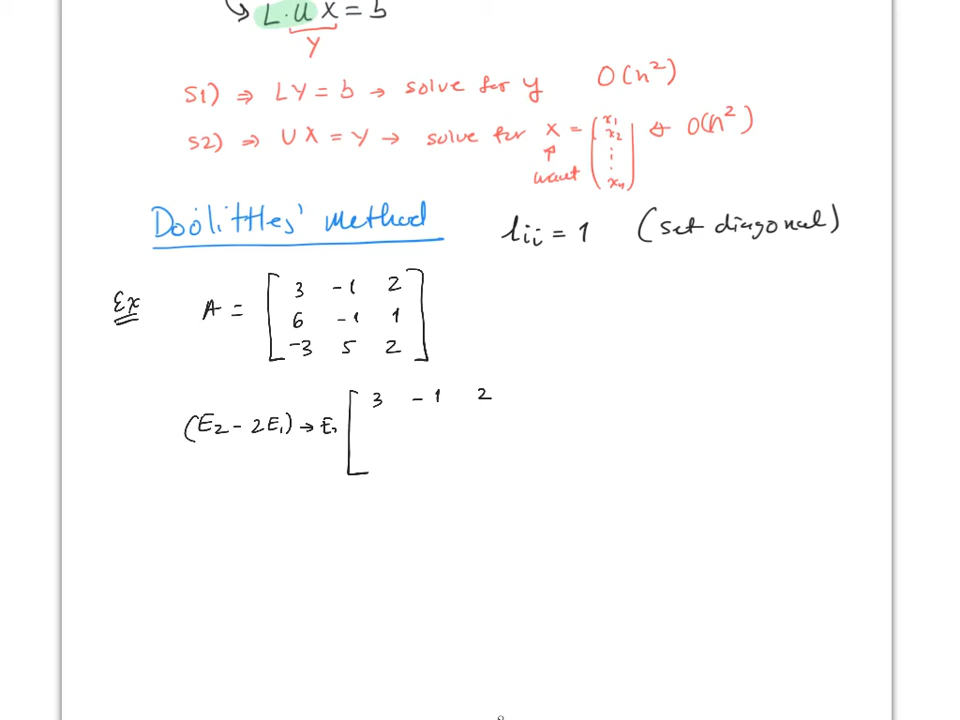 L·U X = b
Y
S1) ⇒ LY = b → solve for y O(n²)
S2) ⇒ UX = Y → solve for x = [x1 x2 ⋮ xn] O(n²)
want
Doolittles' method lii = 1 (set diagonal)
Ex A = [3 -1 2
6 -1 1
-3 5 2]
3 -1 2
(E2 - 2E1) → E2